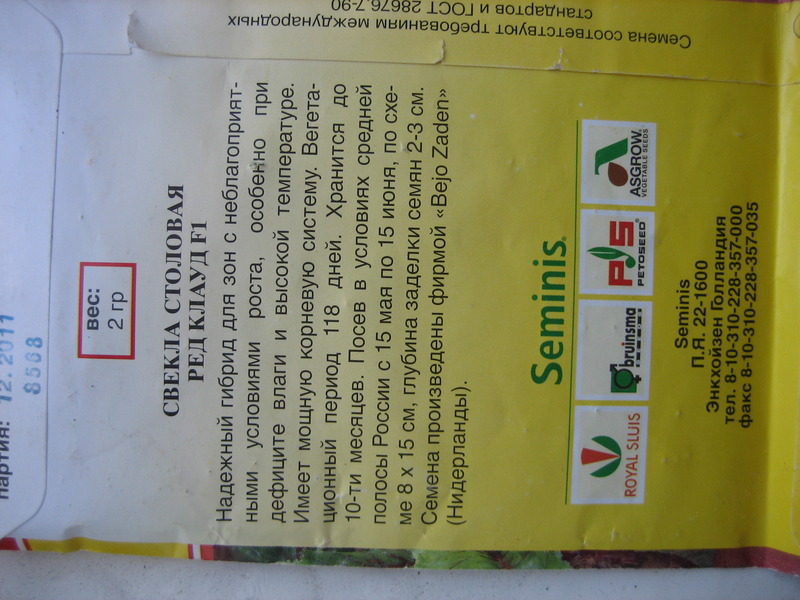 партия: 12.2011
8568
вес:
2 гр
СВЕКЛА СТОЛОВАЯ
РЕД КЛАУД F1
Надежный гибрид для зон с неблагоприят-
ными условиями роста, особенно при
дефиците влаги и высокой температуре.
Имеет мощную корневую систему. Вегета-
ционный период 118 дней. Хранится до
10-ти месяцев. Посев в условиях средней
полосы России с 15 мая по 15 июня, по схе-
ме 8 х 15 см, глубина заделки семян 2-3 см.
Семена произведены фирмой «Bejo Zaden»
(Нидерланды).
Seminis
ROYAL SLUIS
bruinsma
PS
PETOSEED®
ASGROW
VEGETABLE SEEDS
Seminis
П.Я. 22-1600
Энкхойзен Голландия
тел. 8-10-310-228-357-000
факс 8-10-310-228-357-035
Семена соответствуют требованиям международных
стандартов и ГОСТ 28676.7-90